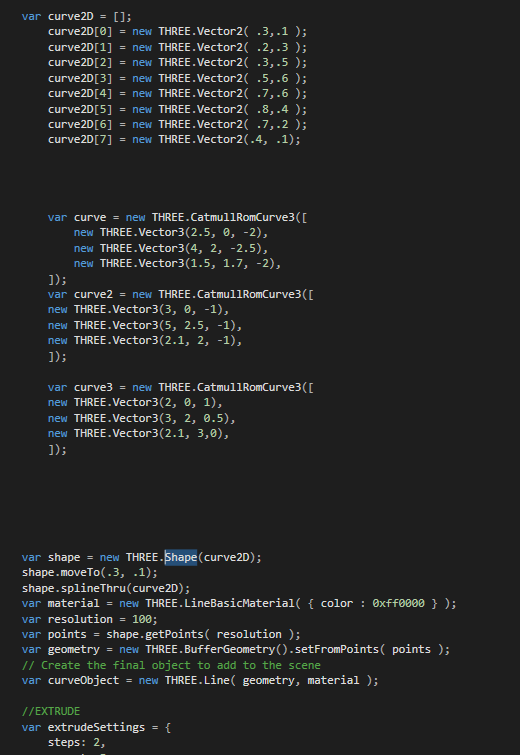 var curve2D = [];
curve2D[0] = new THREE.Vector2( .3,.1 );
curve2D[1] = new THREE.Vector2( .2,.3 );
curve2D[2] = new THREE.Vector2( .3,.5 );
curve2D[3] = new THREE.Vector2( .5,.6 );
curve2D[4] = new THREE.Vector2( .7,.6 );
curve2D[5] = new THREE.Vector2( .8,.4 );
curve2D[6] = new THREE.Vector2( .7,.2 );
curve2D[7] = new THREE.Vector2(.4, .1);
var curve = new THREE.CatmullRomCurve3([
new THREE.Vector3(2.5, 0, -2),
new THREE.Vector3(4, 2, -2.5),
new THREE.Vector3(1.5, 1.7, -2),
]);
var curve2 = new THREE.CatmullRomCurve3([
new THREE.Vector3(3, 0, -1),
new THREE.Vector3(5, 2.5, -1),
new THREE.Vector3(2.1, 2, -1),
]);
var curve3 = new THREE.CatmullRomCurve3([
new THREE.Vector3(2, 0, 1),
new THREE.Vector3(3, 2, 0.5),
new THREE.Vector3(2.1, 3,0),
]);
var shape = new THREE.Shape(curve2D);
shape.moveTo(.3, .1);
shape.splineThru(curve2D);
var material = new THREE.LineBasicMaterial( { color : 0xff0000 } );
var resolution = 100;
var points = shape.getPoints( resolution );
var geometry = new THREE.BufferGeometry().setFromPoints( points );
// Create the final object to add to the scene
var curveObject = new THREE.Line( geometry, material );
//EXTRUDE
var extrudeSettings = {
steps: 2,